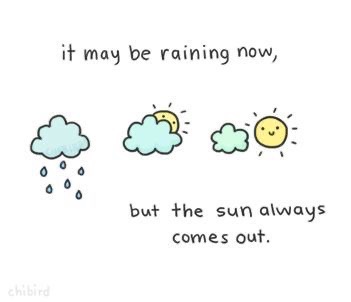 it may be raining now,
but the sun always
comes out.
chibird